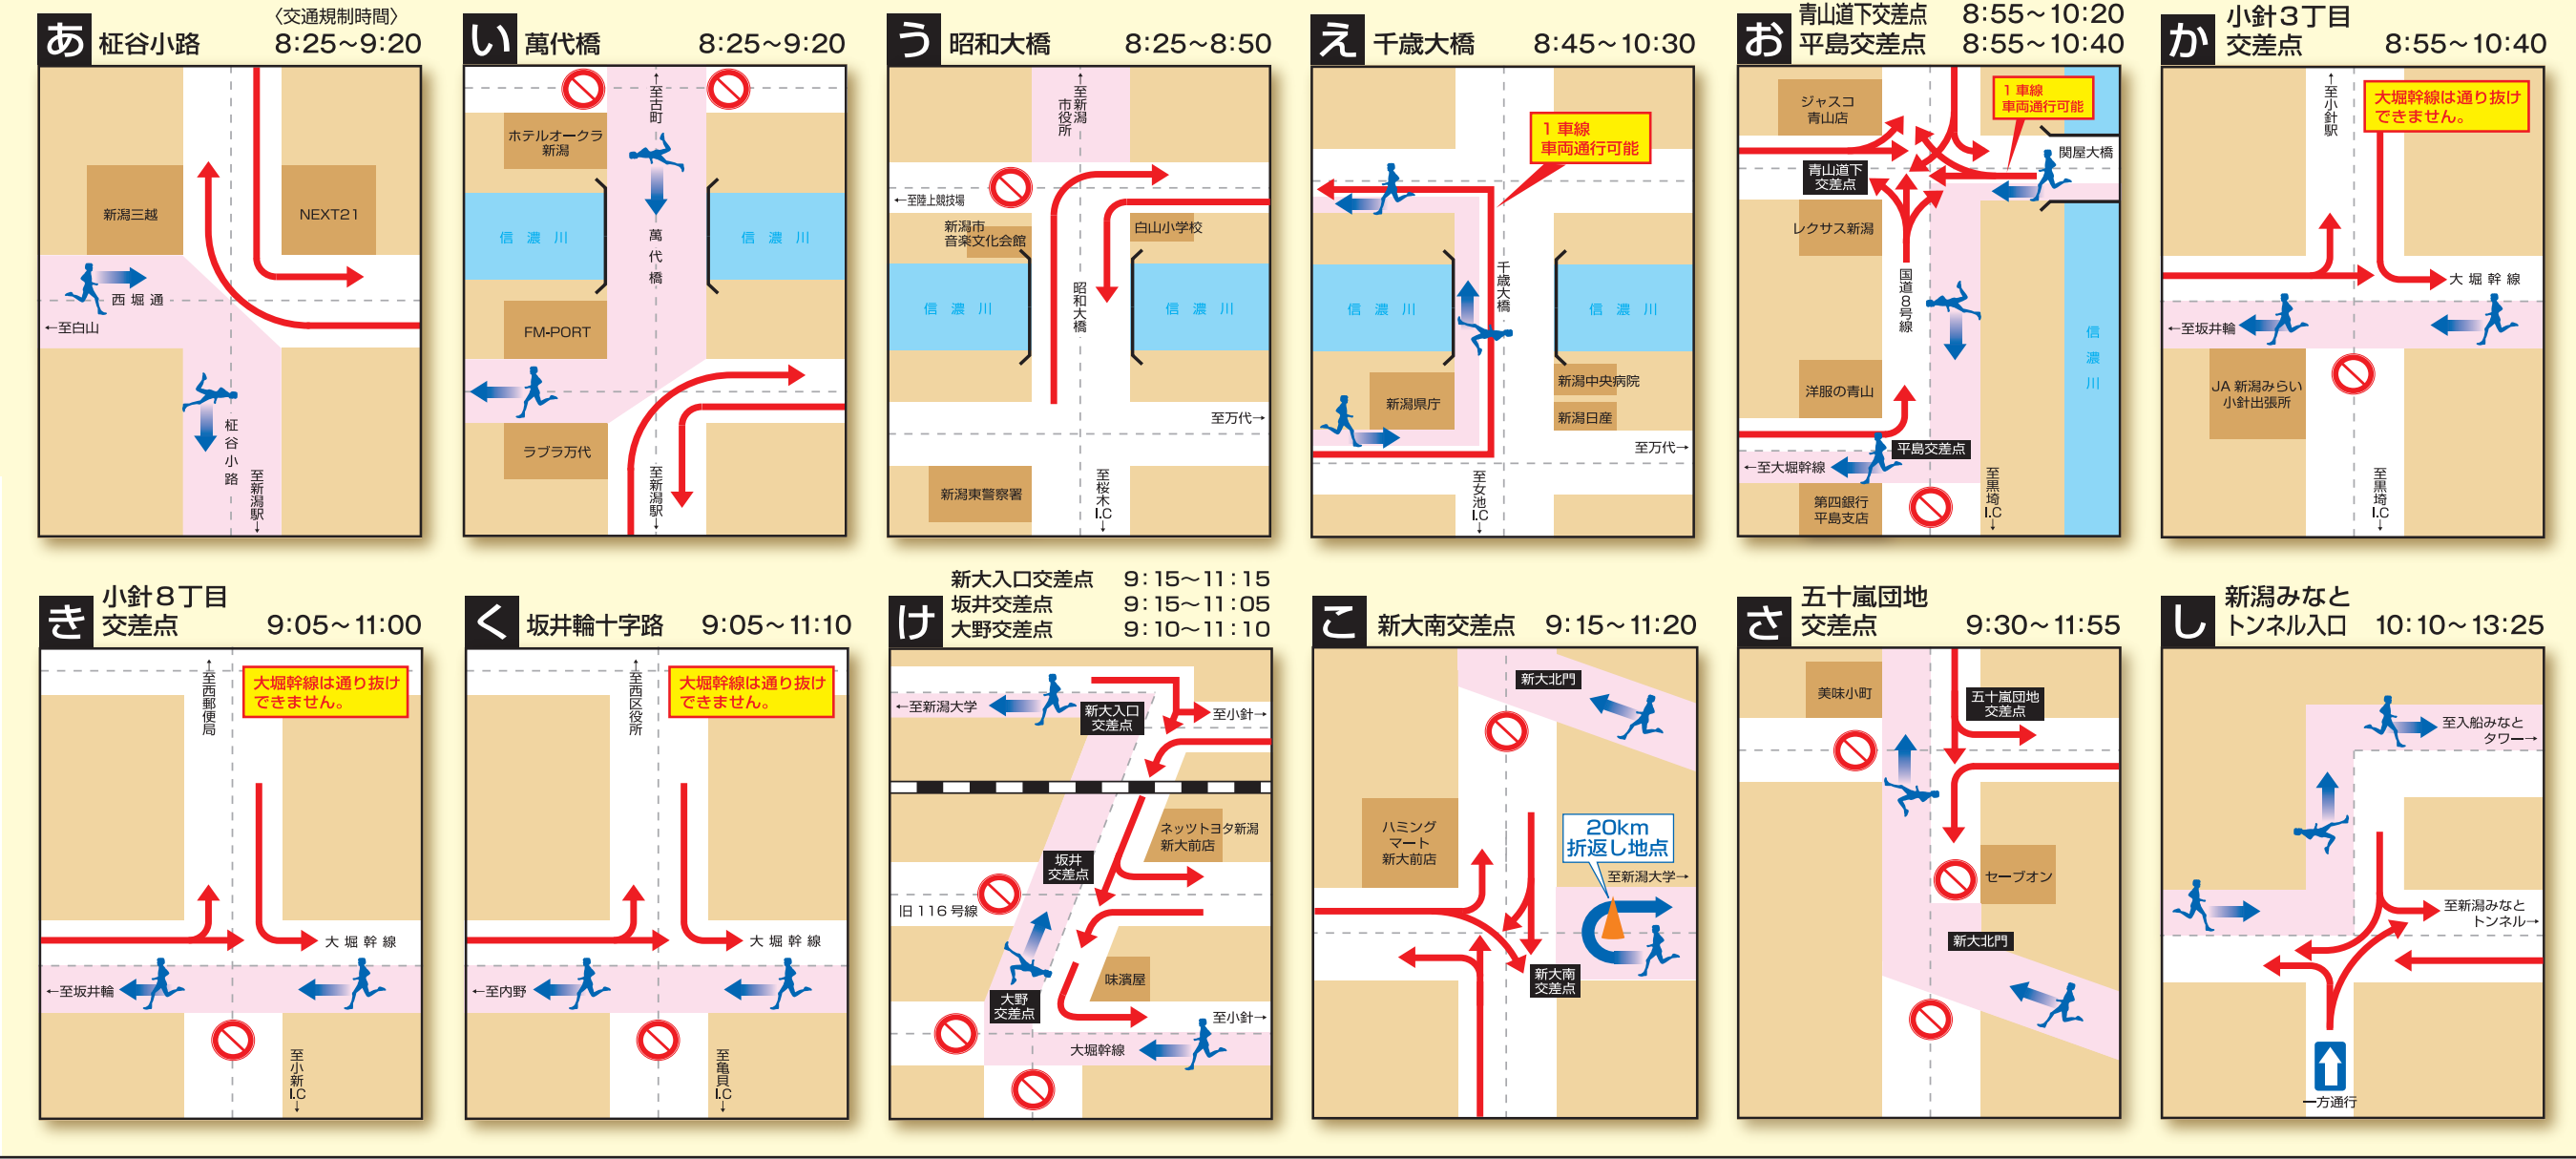 〈交通規制時間〉
あ 柾谷小路 8:25〜9:20
新潟三越
NEXT21
西堀通
←至白山
柾谷小路
至新潟駅→
い 萬代橋 8:25〜9:20
←至古町
ホテルオークラ
新潟
信濃川
萬代橋
信濃川
FM-PORT
ラブラ万代
至新潟駅→
う 昭和大橋 8:25〜8:50
←至新潟
市役所
←至陸上競技場
新潟市
音楽文化会館
白山小学校
信濃川
昭和大橋
信濃川
至万代→
新潟東警察署
至桜木I.C→
え 千歳大橋 8:45〜10:30
1車線
車両通行可能
千歳大橋
信濃川
信濃川
新潟県庁
新潟中央病院
新潟日産
至万代→
至女池I.C→
お
青山道下交差点 8:55〜10:20
平島交差点 8:55〜10:40
ジャスコ
青山店
1車線
車両通行可能
関屋大橋
青山道下
交差点
レクサス新潟
国道8号線
信濃川
洋服の青山
平島交差点
←至大堀幹線
第四銀行
平島支店
至黒埼I.C→
か 小針3丁目
交差点 8:55〜10:40
←至小針駅
大堀幹線は通り抜け
できません。
大堀幹線
←至坂井輪
JA新潟みらい
小針出張所
至黒埼I.C→
き 小針8丁目
交差点 9:05〜11:00
←至西郵便局
大堀幹線は通り抜け
できません。
大堀幹線
←至坂井輪
至小新I.C→
く 坂井輪十字路 9:05〜11:10
←至西区役所
大堀幹線は通り抜け
できません。
大堀幹線
←至内野
至亀貝I.C→
け
新大入口交差点 9:15〜11:15
坂井交差点 9:15〜11:05
大野交差点 9:10〜11:10
←至新潟大学
新大入口
交差点
至小針→
ネッツトヨタ新潟
新大前店
坂井
交差点
旧116号線
味濱屋
大野
交差点
至小針→
大堀幹線
こ 新大南交差点 9:15〜11:20
新大北門
ハミング
マート
新大前店
20km
折返し地点
至新潟大学→
新大南
交差点
さ 五十嵐団地
交差点 9:30〜11:55
美味小町
五十嵐団地
交差点
セーブオン
新大北門
し 新潟みなと
トンネル入口 10:10〜13:25
至入船みなと
タワー→
至新潟みなと
トンネル→
一方通行